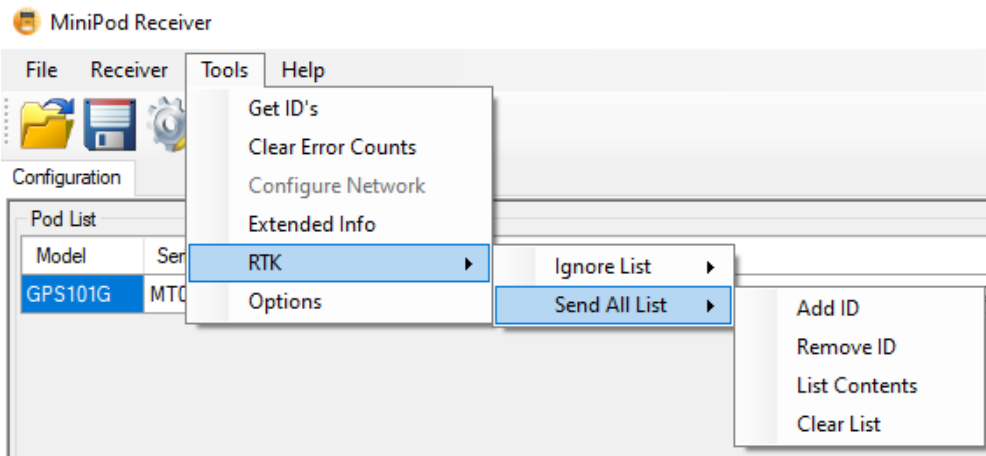 MiniPod Receiver
File Receiver Tools Help
Get ID's
Clear Error Counts
Configure Network
Extended Info
RTK
Options
Ignore List
Send All List
Add ID
Remove ID
List Contents
Clear List
Configuration
Pod List
Model Ser
GPS101G